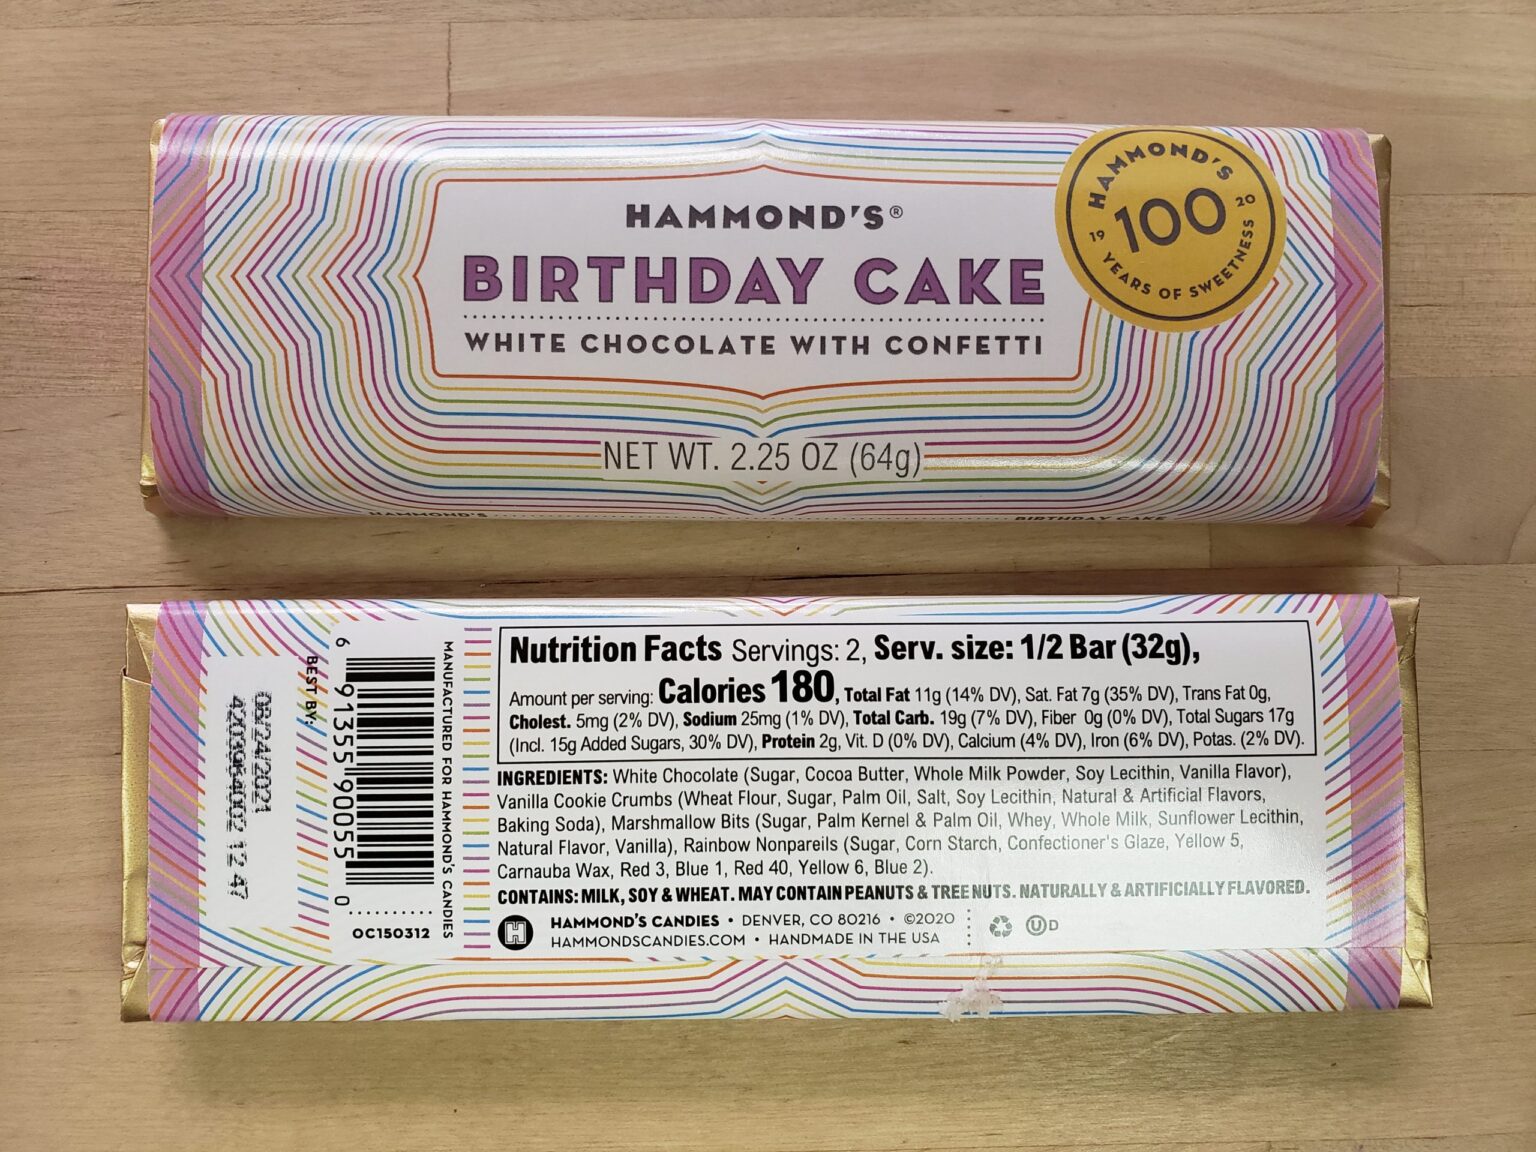 HAMMOND'S®
BIRTHDAY CAKE
WHITE CHOCOLATE WITH CONFETTI
NET WT. 2.25 OZ (64g)
HAMMOND'S
19 100 20
YEARS OF SWEETNESS
HAMMOND'S BIRTHDAY CAKE
Nutrition Facts Servings: 2, Serv. size: 1/2 Bar (32g),
Amount per serving: Calories 180, Total Fat 11g (14% DV), Sat. Fat 7g (35% DV), Trans Fat 0g,
Cholest. 5mg (2% DV), Sodium 25mg (1% DV), Total Carb. 19g (7% DV), Fiber 0g (0% DV), Total Sugars 17g
(Incl. 15g Added Sugars, 30% DV), Protein 2g, Vit. D (0% DV), Calcium (4% DV), Iron (6% DV), Potas. (2% DV).
INGREDIENTS: White Chocolate (Sugar, Cocoa Butter, Whole Milk Powder, Soy Lecithin, Vanilla Flavor),
Vanilla Cookie Crumbs (Wheat Flour, Sugar, Palm Oil, Salt, Soy Lecithin, Natural & Artificial Flavors,
Baking Soda), Marshmallow Bits (Sugar, Palm Kernel & Palm Oil, Whey, Whole Milk, Sunflower Lecithin,
Natural Flavor, Vanilla), Rainbow Nonpareils (Sugar, Corn Starch, Confectioner's Glaze, Yellow 5,
Carnauba Wax, Red 3, Blue 1, Red 40, Yellow 6, Blue 2).
CONTAINS: MILK, SOY & WHEAT. MAY CONTAIN PEANUTS & TREE NUTS. NATURALLY & ARTIFICIALLY FLAVORED.
H HAMMOND'S CANDIES • DENVER, CO 80216 • ©2020
HAMMONDSCANDIES.COM • HANDMADE IN THE USA
U D
MANUFACTURED FOR HAMMOND'S CANDIES
6 91355 90055 0
OC150312
BEST BY:
08/24/2021
12:47